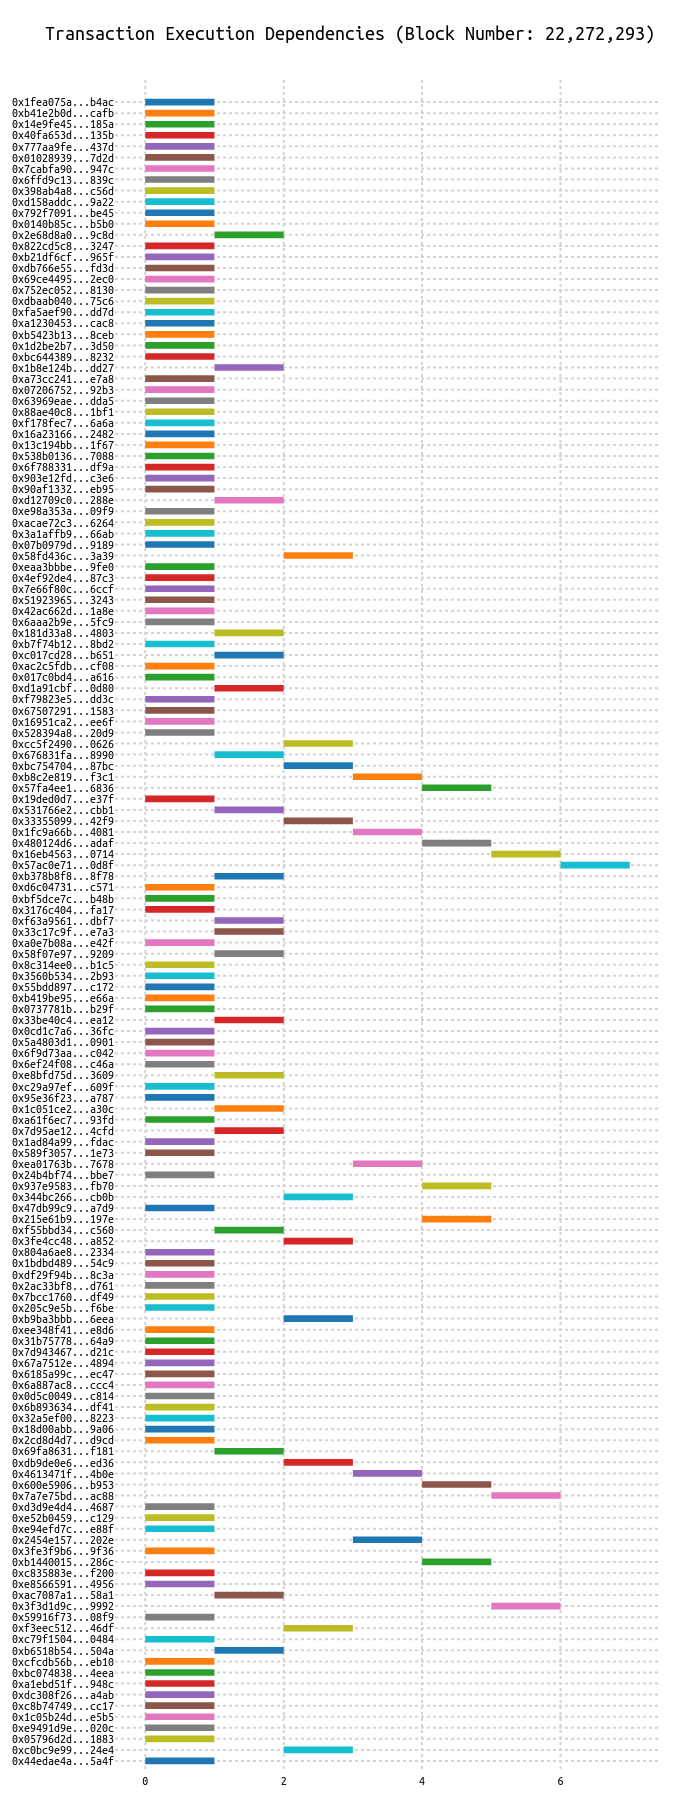 Transaction Execution Dependencies (Block Number: 22,272,293)
0x1fea075a...b4ac
0xb41e2b0d...cafb
0x14e9fe45...185a
0x40fa653d...135b
0x777aa9fe...437d
0x01028939...7d2d
0x7cabfa90...947c
0x6ffd9c13...839c
0x398ab4a8...c56d
0xd158addc...9a22
0x792f7091...be45
0x0140b85c...b5b0
0x2e68d8a0...9c8d
0x822cd5c8...3247
0xb21df6cf...965f
0xdb766e55...fd3d
0x69ce4495...2ec0
0x752ec052...8130
0xdbaab040...75c6
0xfa5aef90...dd7d
0xa1230453...cac8
0xb5423b13...8ceb
0x1d2be2b7...3d50
0xbc644389...8232
0x1b8e124b...dd27
0xa73cc241...e7a8
0x07206752...92b3
0x63969eae...dda5
0x88ae40c8...1bf1
0xf178fec7...6a6a
0x16a23166...2482
0x13c194bb...1f67
0x538b0136...7088
0x6f788331...df9a
0x903e12fd...c3e6
0x90af1332...eb95
0xd12709c0...288e
0xe98a353a...09f9
0xacae72c3...6264
0x3a1affb9...66ab
0x07b0979d...9189
0x58fd436c...3a39
0xeaa3bbbe...9fe0
0x4ef92de4...87c3
0x7e66f80c...6ccf
0x51923965...3243
0x42ac662d...1a8e
0x6aaa2b9e...5fc9
0x181d33a8...4803
0xb7f74b12...8bd2
0xc017cd28...b651
0xac2c5fdb...cf08
0x017c0bd4...a616
0xd1a91cbf...0d80
0xf79823e5...dd3c
0x67507291...1583
0x16951ca2...ee6f
0x528394a8...20d9
0xcc5f2490...0626
0x676831fa...8990
0xbc754704...87bc
0xb8c2e819...f3c1
0x57fa4ee1...6836
0x19ded0d7...e37f
0x531766e2...cbb1
0x33355099...42f9
0x1fc9a66b...4081
0x480124d6...adaf
0x16eb4563...0714
0x57ac0e71...0d8f
0xb378b8f8...8f78
0xd6c04731...c571
0xbf5dce7c...b48b
0x3176c404...fa17
0xf63a9561...dbf7
0x33c17c9f...e7a3
0xa0e7b08a...e42f
0x58f07e97...9209
0x8c314ee0...b1c5
0x3560b534...2b93
0x55bdd897...c172
0xb419be95...e66a
0x0737781b...b29f
0x33be40c4...ea12
0x0cd1c7a6...36fc
0x5a4803d1...0901
0x6f9d73aa...c042
0x6ef24f08...c46a
0xe8bfd75d...3609
0xc29a97ef...609f
0x95e36f23...a787
0x1c051ce2...a30c
0xa61f6ec7...93fd
0x7d95ae12...4cfd
0x1ad84a99...fdac
0x589f3057...1e73
0xea01763b...7678
0x24b4bf74...bbe7
0x937e9583...fb70
0x344bc266...cb0b
0x47db99c9...a7d9
0x215e61b9...197e
0xf55bbd34...c560
0x3fe4cc48...a852
0x804a6ae8...2334
0x1bdbd489...54c9
0xdf29f94b...8c3a
0x2ac33bf8...d761
0x7bcc1760...df49
0x205c9e5b...f6be
0xb9ba3bbb...6eea
0xee348f41...e8d6
0x31b75778...64a9
0x7d943467...d21c
0x67a7512e...4894
0x6185a99c...ec47
0x6a887ac8...ccc4
0x0d5c0049...c814
0x6b893634...df41
0x32a5ef00...8223
0x18d00abb...9a06
0x2cd8d4d7...d9cd
0x69fa8631...f181
0xdb9de0e6...ed36
0x4613471f...4b0e
0x600e5906...b953
0x7a7e75bd...ac88
0xd3d9e4d4...4687
0xe52b0459...c129
0xe94efd7c...e88f
0x2454e157...202e
0x3fe3f9b6...9f36
0xb1440015...286c
0xc835883e...f200
0xe8566591...4956
0xac7087a1...58a1
0x3f3d1d9c...9992
0x59916f73...08f9
0xf3eec512...46df
0xc79f1504...0484
0xb6518b54...504a
0xcfcdb56b...eb10
0xbc074838...4eea
0xa1ebd51f...948c
0xdc308f26...a4ab
0xc8b74749...cc17
0x1c05b24d...e5b5
0xe9491d9e...020c
0x05796d2d...1883
0xc0bc9e99...24e4
0x44edae4a...5a4f
0 2 4 6